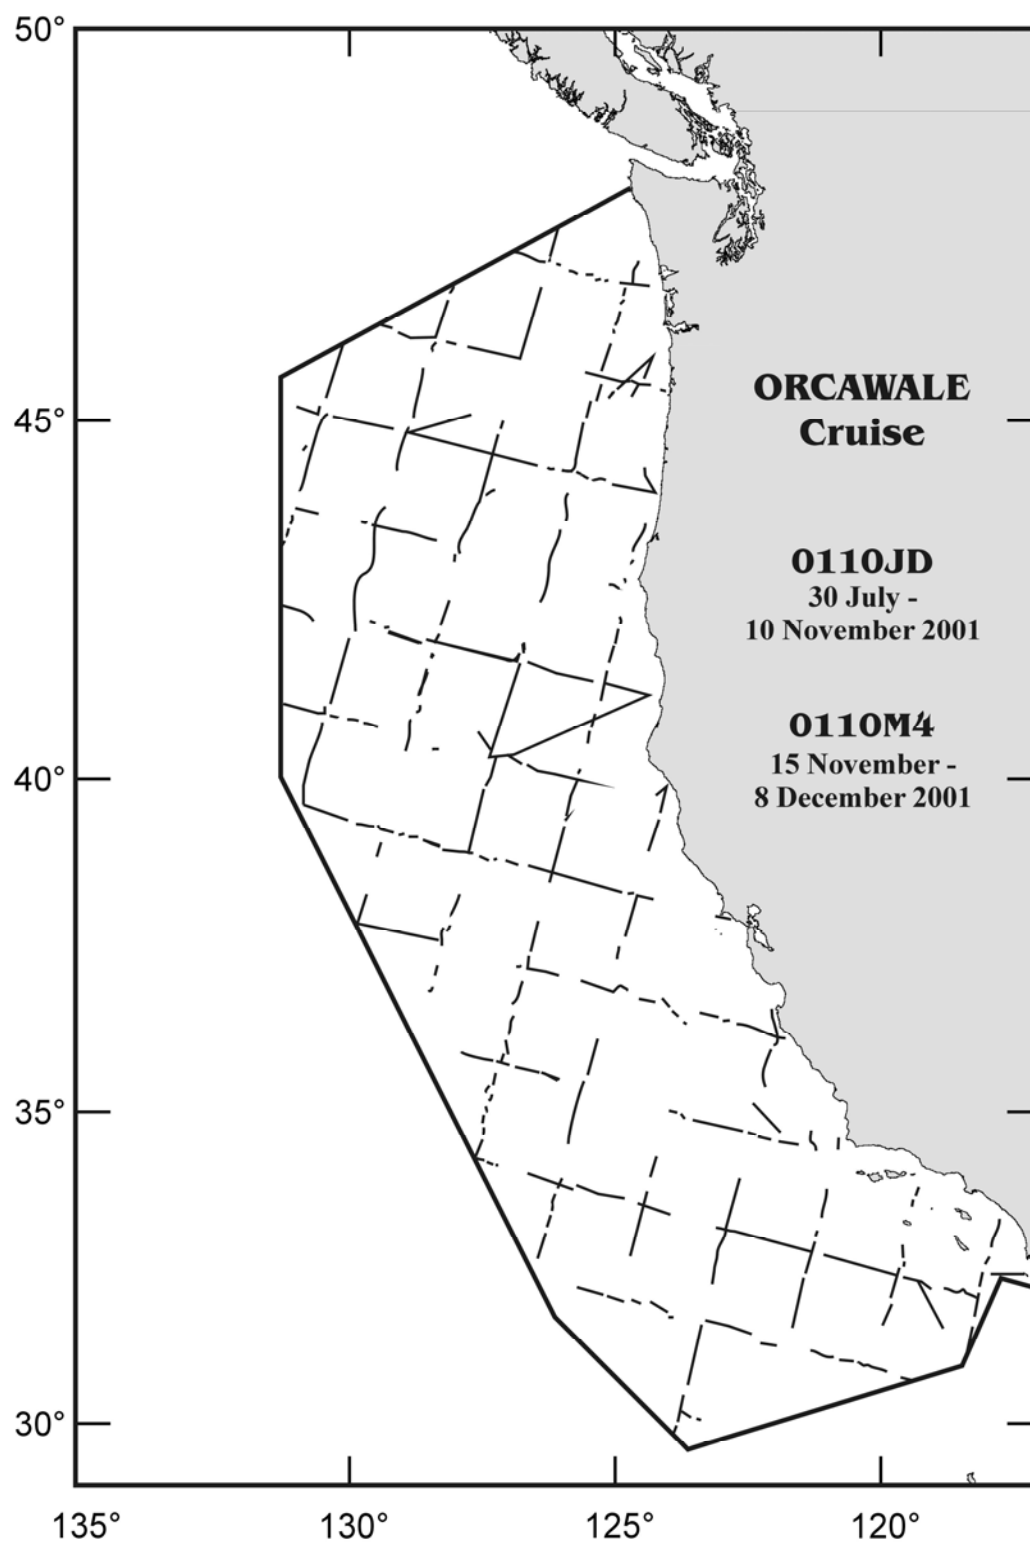 50°
45°
40°
35°
30°
ORCAWALE
Cruise
0110JD
30 July -
10 November 2001
0110M4
15 November -
8 December 2001
135°
130°
125°
120°